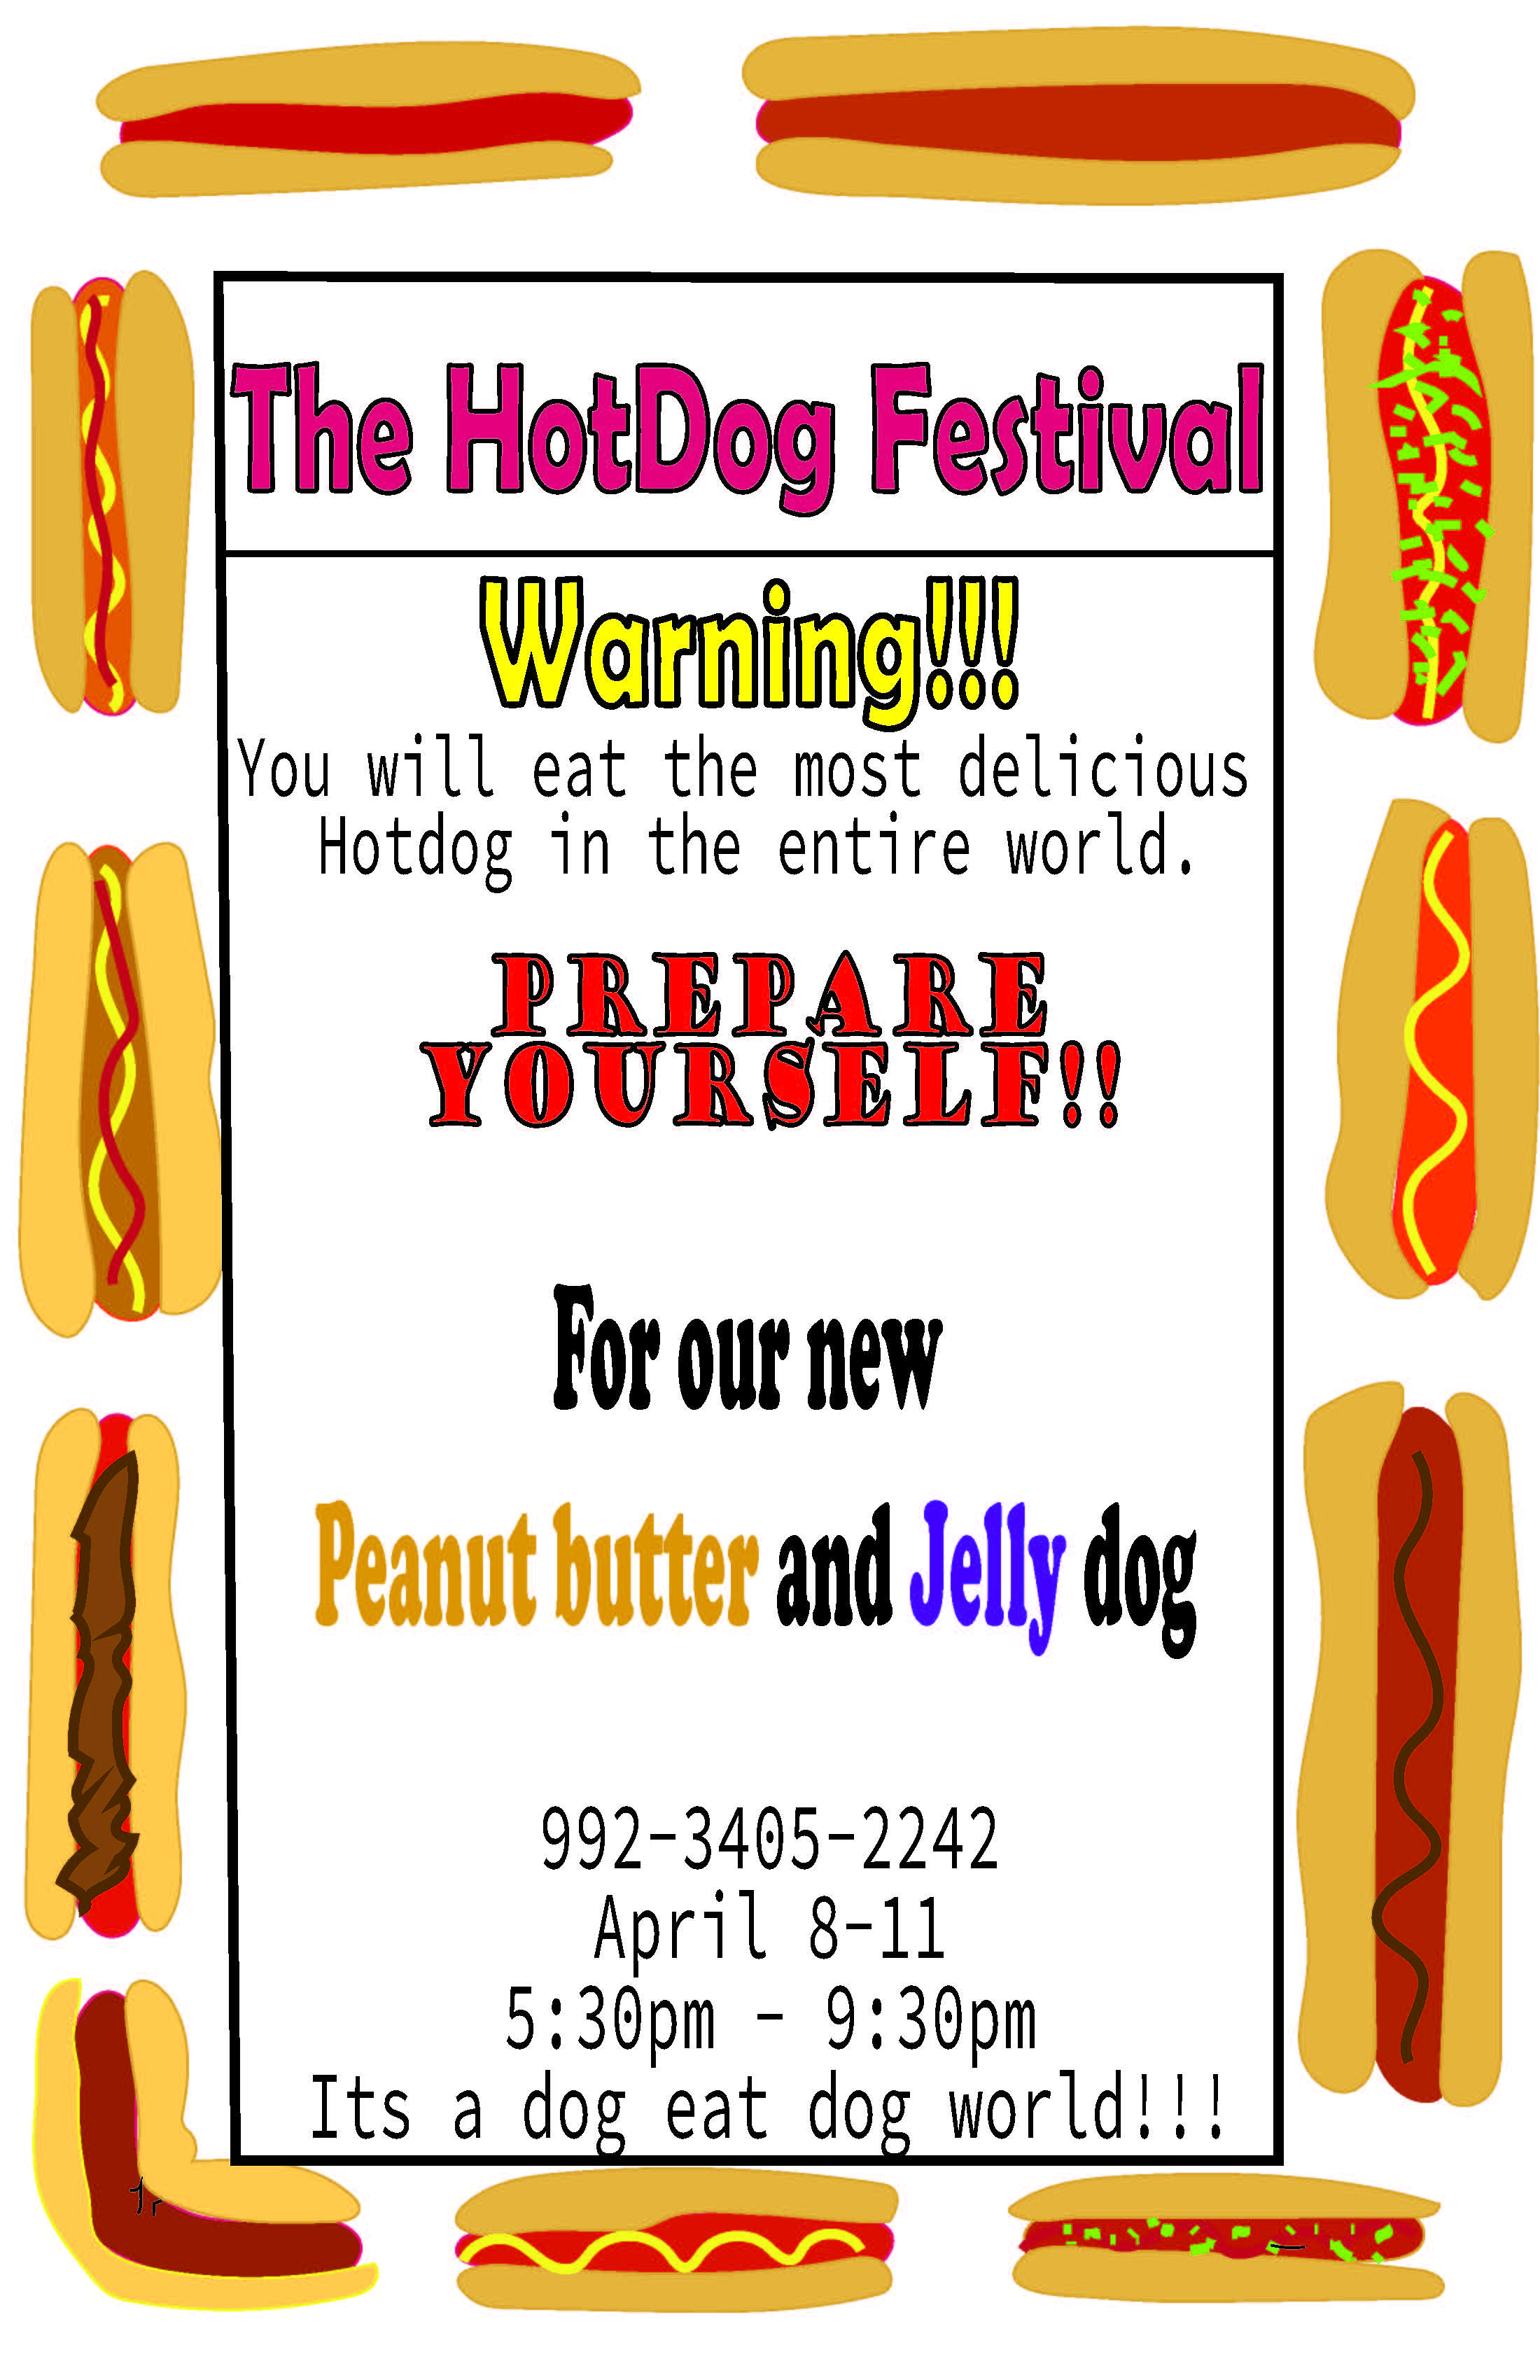 The HotDog Festival
Warning!!!
You will eat the most delicious
Hotdog in the entire world.
PREPARE
YOURSELF!!
For our new
Peanut butter and Jelly dog
992-3405-2242
April 8-11
5:30pm - 9:30pm
Its a dog eat dog world!!!